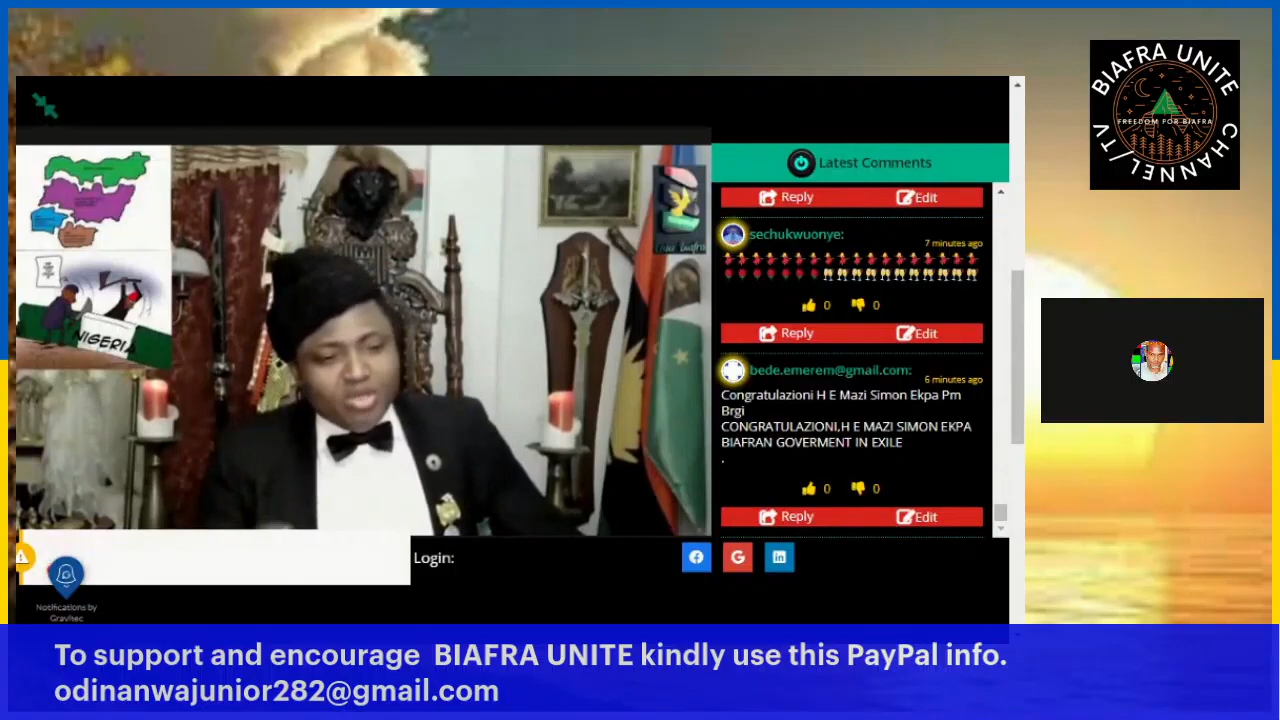 BIAFRA UNITE
FREEDOM FOR BIAFRA
CHANNEL/TV
Latest Comments
Reply Edit
sechukwuonye:
7 minutes ago
0 0
Reply Edit
bede.emerem@gmail.com:
6 minutes ago
Congratulazioni H E Mazi Simon Ekpa Pm
Brgi
CONGRATULAZIONI,H E MAZI SIMON EKPA
BIAFRAN GOVERMENT IN EXILE
.
0 0
Reply Edit
NIGERIA
Login:
Notifications by
Gravitec
To support and encourage BIAFRA UNITE kindly use this PayPal info.
odinanwajunior282@gmail.com